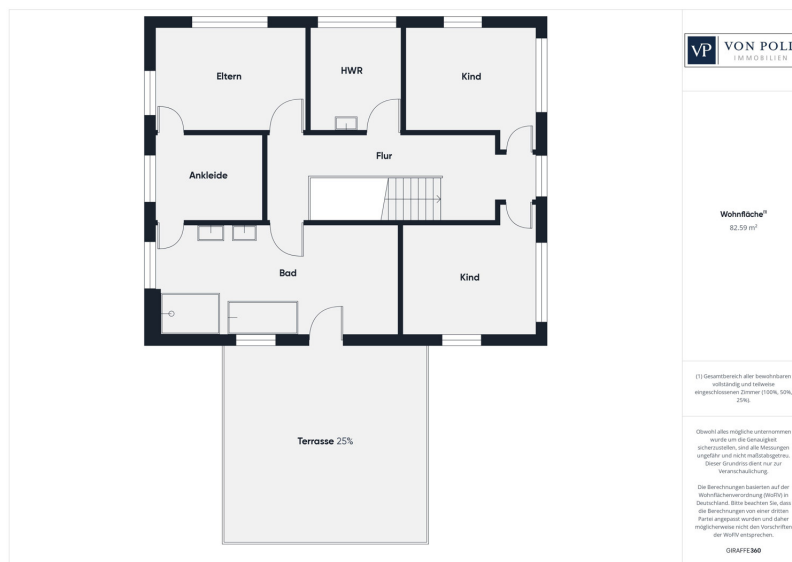 Eltern
HWR
Kind
Flur
Ankleide
Bad
Kind
Terrasse 25%
VP
VON POLL
IMMOBILIEN
Wohnfläche⁽¹⁾
82.59 m²
(1) Gesamtbereich aller bewohnbaren
vollständig und teilweise
eingeschlossenen Zimmer (100%, 50%,
25%).
Obwohl alles mögliche unternommen
wurde um die Genauigkeit
sicherzustellen, sind alle Messungen
ungefähr und nicht maßstabsgetreu.
Dieser Grundriss dient nur zur
Veranschaulichung.
Die Berechnungen basierten auf der
Wohnflächenverordnung (WoFlV) in
Deutschland. Bitte beachten Sie, dass
die Berechnungen von einer dritten
Partei angepasst wurden und daher
möglicherweise nicht den Vorschriften
der WoFlV entsprechen.
GIRAFFE360